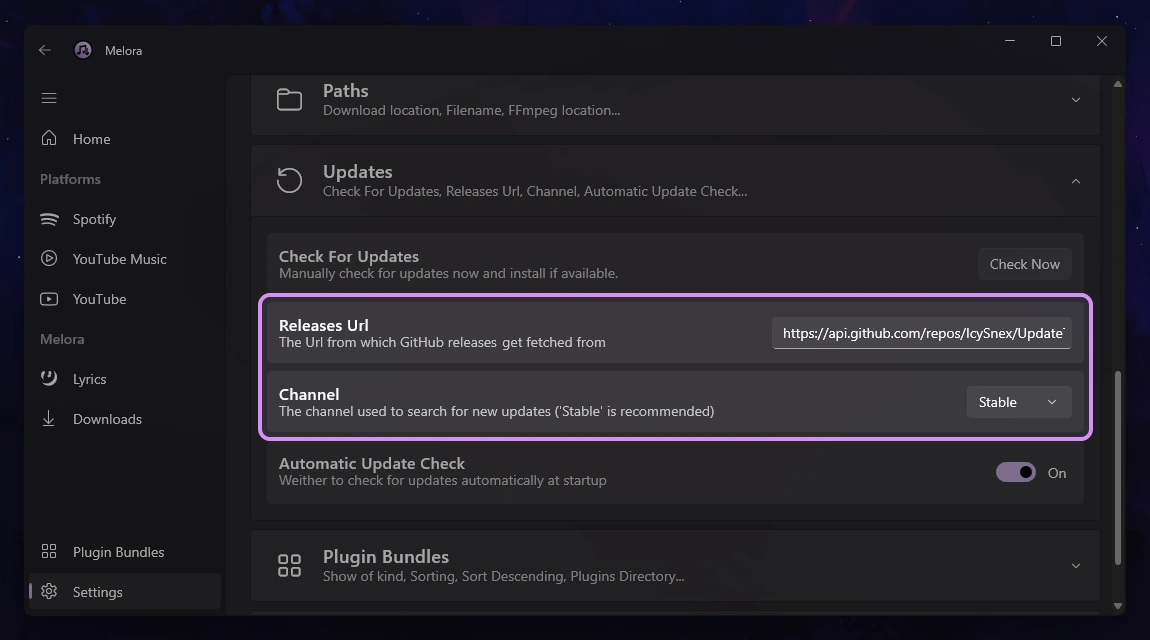 Melora
Home
Platforms
Spotify
YouTube Music
YouTube
Melora
Lyrics
Downloads
Plugin Bundles
Settings
Paths
Download location, Filename, FFmpeg location...
Updates
Check For Updates, Releases Url, Channel, Automatic Update Check...
Check For Updates
Manually check for updates now and install if available.
Check Now
Releases Url
The Url from which GitHub releases get fetched from
https://api.github.com/repos/IcySnex/Update
Channel
The channel used to search for new updates ('Stable' is recommended)
Stable
Automatic Update Check
Weither to check for updates automatically at startup
On
Plugin Bundles
Show of kind, Sorting, Sort Descending, Plugins Directory...